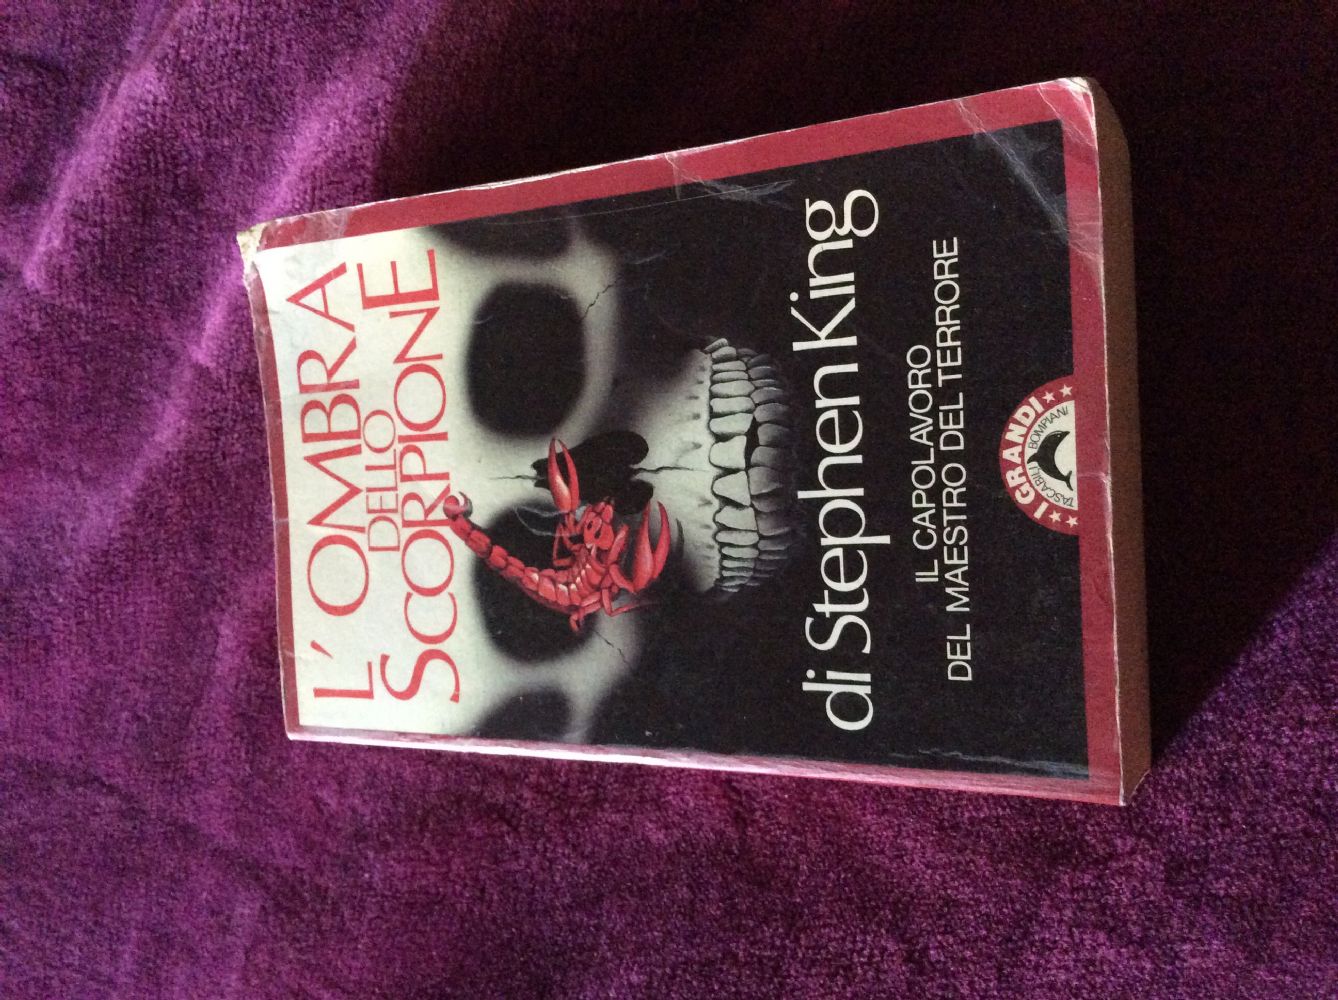 L'OMBRA
DELLO
SCORPIONE
di Stephen King
IL CAPOLAVORO
DEL MAESTRO DEL TERRORE
I GRANDI
TASCABILI BOMPIANI